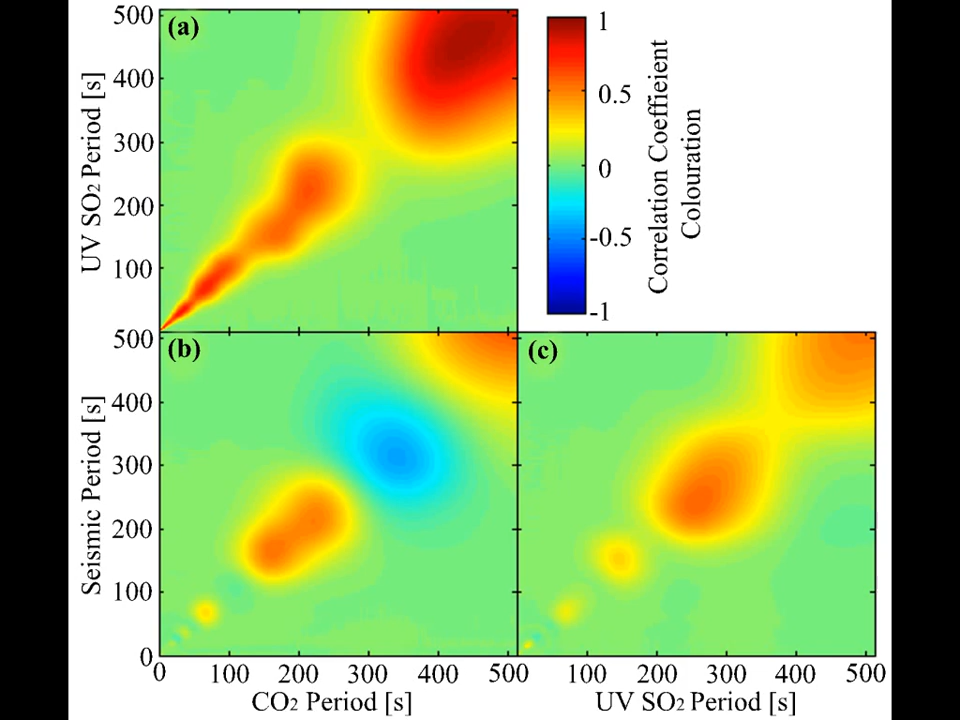 (a)
500
400
300
200
100
UV SO2 Period [s]
1
0.5
0
-0.5
-1
Correlation Coeffieient
Colouration
(b)
500
400
300
200
100
0
Seismic Period [s]
0 100 200 300 400 500
CO2 Period [s]
(c)
100 200 300 400 500
UV SO2 Period [s]